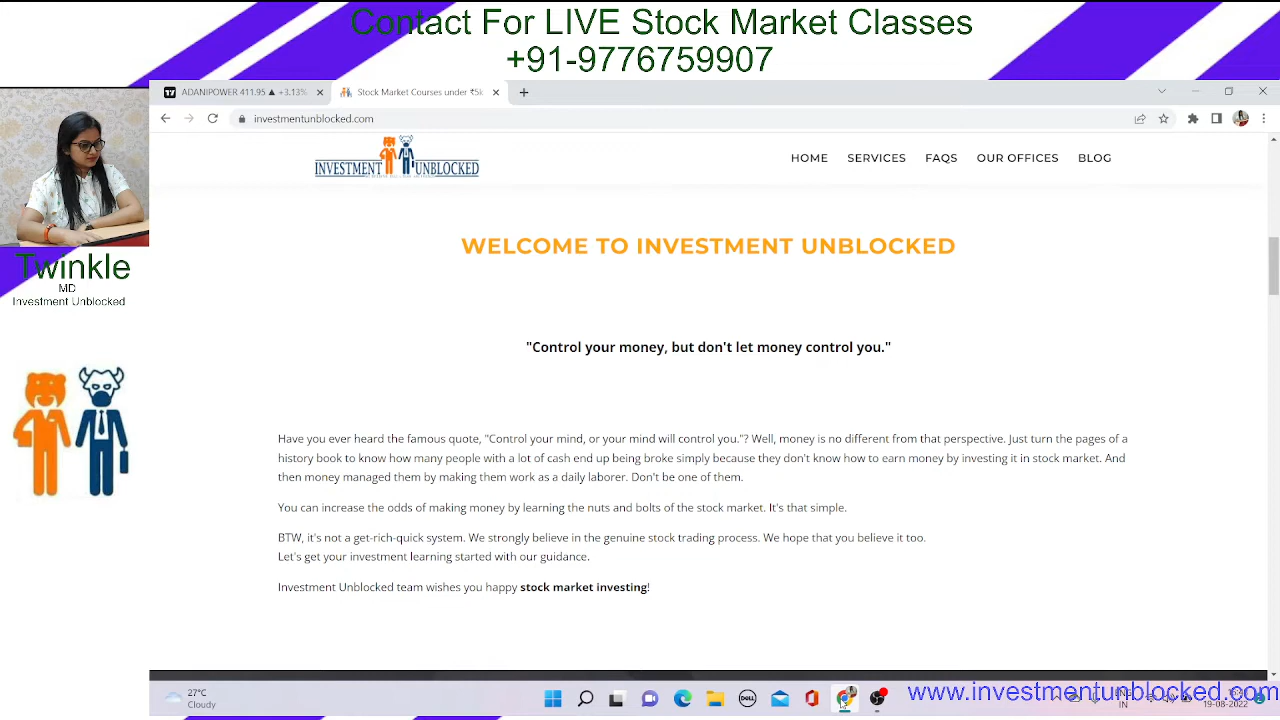 Contact For LIVE Stock Market Classes
+91-9776759907
ADANIPOWER 411.95 ▲ +3.13%
Stock Market Courses under ₹5k
investmentunblocked.com
INVESTMENT UNBLOCKED
HOME SERVICES FAQS OUR OFFICES BLOG
WELCOME TO INVESTMENT UNBLOCKED
Twinkle
MD
Investment Unblocked
"Control your money, but don't let money control you."
Have you ever heard the famous quote, "Control your mind, or your mind will control you."? Well, money is no different from that perspective. Just turn the pages of a
history book to know how many people with a lot of cash end up being broke simply because they don't know how to earn money by investing it in stock market. And
then money managed them by making them work as a daily laborer. Don't be one of them.
You can increase the odds of making money by learning the nuts and bolts of the stock market. It's that simple.
BTW, it's not a get-rich-quick system. We strongly believe in the genuine stock trading process. We hope that you believe it too.
Let's get your investment learning started with our guidance.
Investment Unblocked team wishes you happy stock market investing!
27°C
Cloudy
DELL
www.investmentunblocked.com
IN
19-08-2022